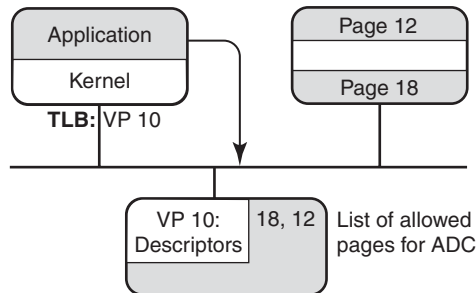 Application
Kernel
TLB: VP 10
Page 12
Page 18
VP 10:
Descriptors
18, 12
List of allowed
pages for ADC